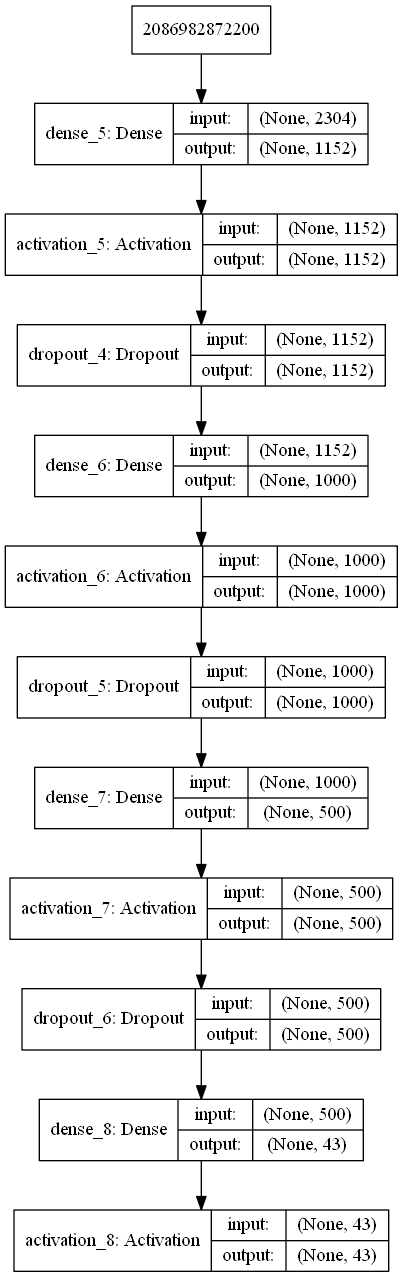 2086982872200
dense_5: Dense
input: (None, 2304)
output: (None, 1152)
activation_5: Activation
input: (None, 1152)
output: (None, 1152)
dropout_4: Dropout
input: (None, 1152)
output: (None, 1152)
dense_6: Dense
input: (None, 1152)
output: (None, 1000)
activation_6: Activation
input: (None, 1000)
output: (None, 1000)
dropout_5: Dropout
input: (None, 1000)
output: (None, 1000)
dense_7: Dense
input: (None, 1000)
output: (None, 500)
activation_7: Activation
input: (None, 500)
output: (None, 500)
dropout_6: Dropout
input: (None, 500)
output: (None, 500)
dense_8: Dense
input: (None, 500)
output: (None, 43)
activation_8: Activation
input: (None, 43)
output: (None, 43)